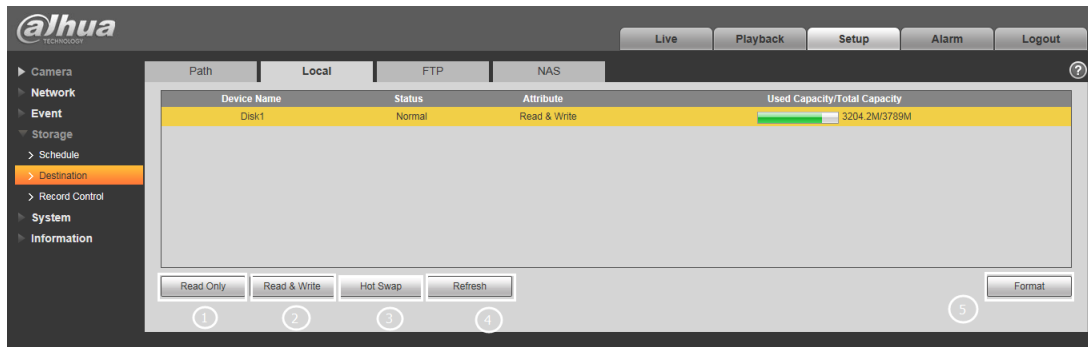 alhua
TECHNOLOGY
Live Playback Setup Alarm Logout
Camera
Network
Event
Storage
Schedule
Destination
Record Control
System
Information
Path Local FTP NAS ?
Device Name Status Attribute Used Capacity/Total Capacity
Disk1 Normal Read & Write 3204.2M/3789M
Read Only Read & Write Hot Swap Refresh Format
1 2 3 4 5